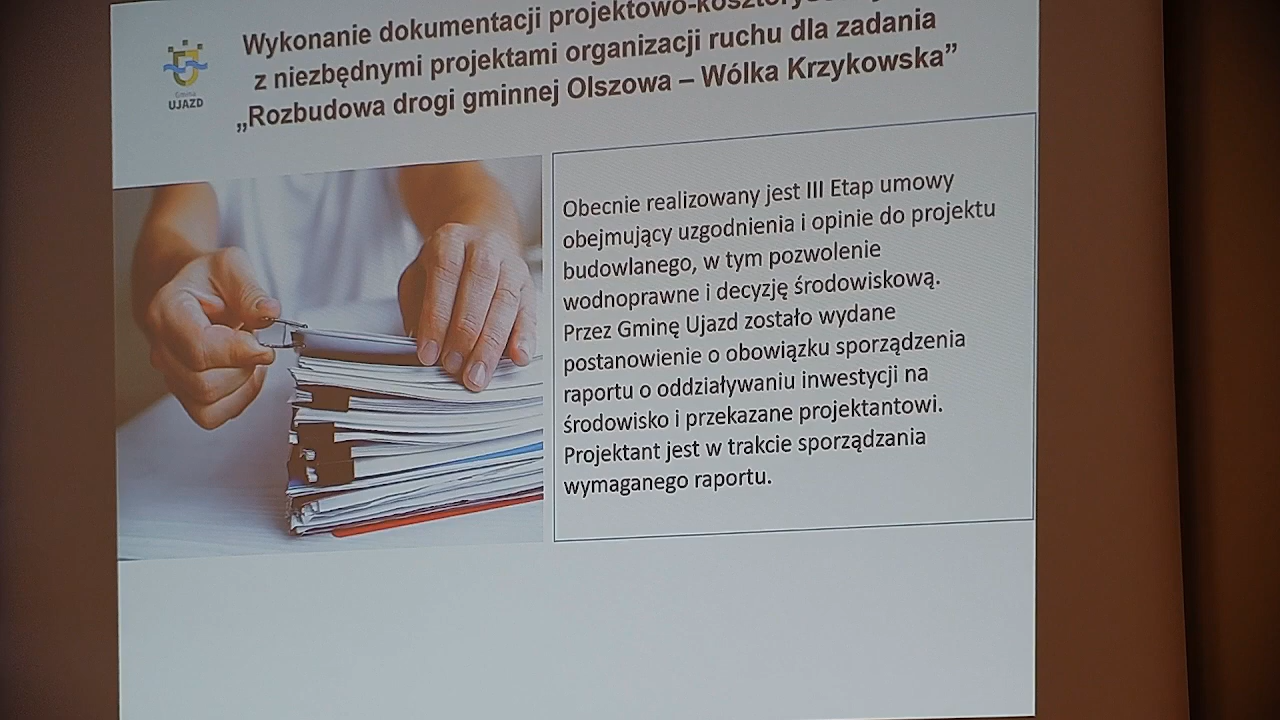 Wykonanie dokumentacji
z niezbędnymi projektami organizacji ruchu dla zadania
„Rozbudowa drogi gminnej Olszowa – Wólka Krzykowska”
Gmina
UJAZD
Obecnie realizowany jest III Etap umowy
obejmujący uzgodnienia i opinie do projektu
budowlanego, w tym pozwolenie
wodnoprawne i decyzję środowiskową.
Przez Gminę Ujazd zostało wydane
postanowienie o obowiązku sporządzenia
raportu o oddziaływaniu inwestycji na
środowisko i przekazane projektantowi.
Projektant jest w trakcie sporządzania
wymaganego raportu.